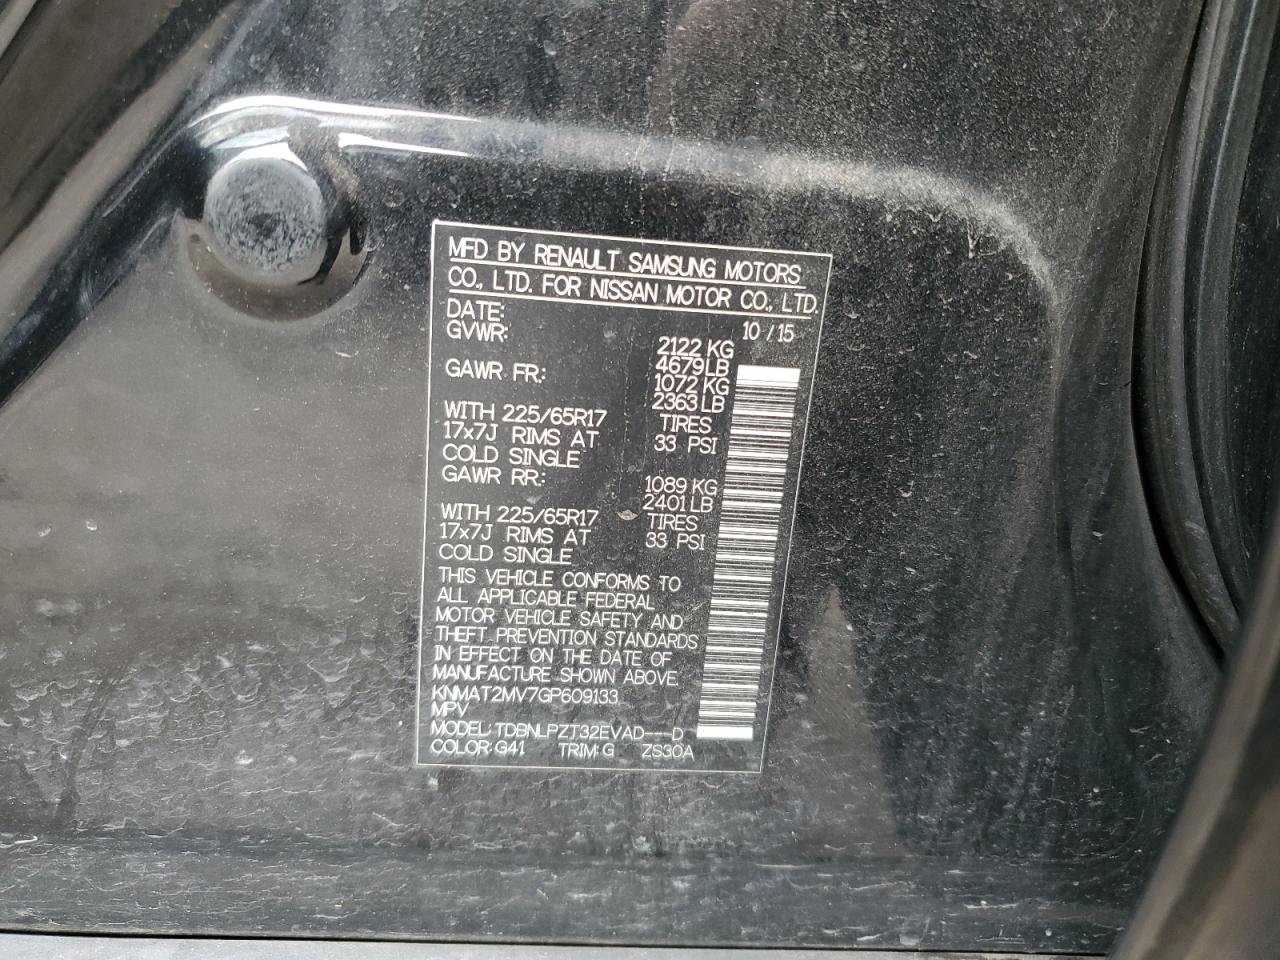 MFD BY RENAULT SAMSUNG MOTORS
CO., LTD. FOR NISSAN MOTOR CO., LTD.
DATE: 10 / 15
GVWR: 2122 KG
4679 LB
GAWR FR: 1072 KG
2363 LB
WITH 225/65R17 TIRES
17x7J RIMS AT 33 PSI
COLD SINGLE
GAWR RR: 1089 KG
2401 LB
WITH 225/65R17 TIRES
17x7J RIMS AT 33 PSI
COLD SINGLE
THIS VEHICLE CONFORMS TO
ALL APPLICABLE FEDERAL
MOTOR VEHICLE SAFETY AND
THEFT PREVENTION STANDARDS
IN EFFECT ON THE DATE OF
MANUFACTURE SHOWN ABOVE.
KNMAT2MV7GP609133
MPV
MODEL: TDBNLPZT32EVAD---D
COLOR: G41 TRIM: G ZS30A